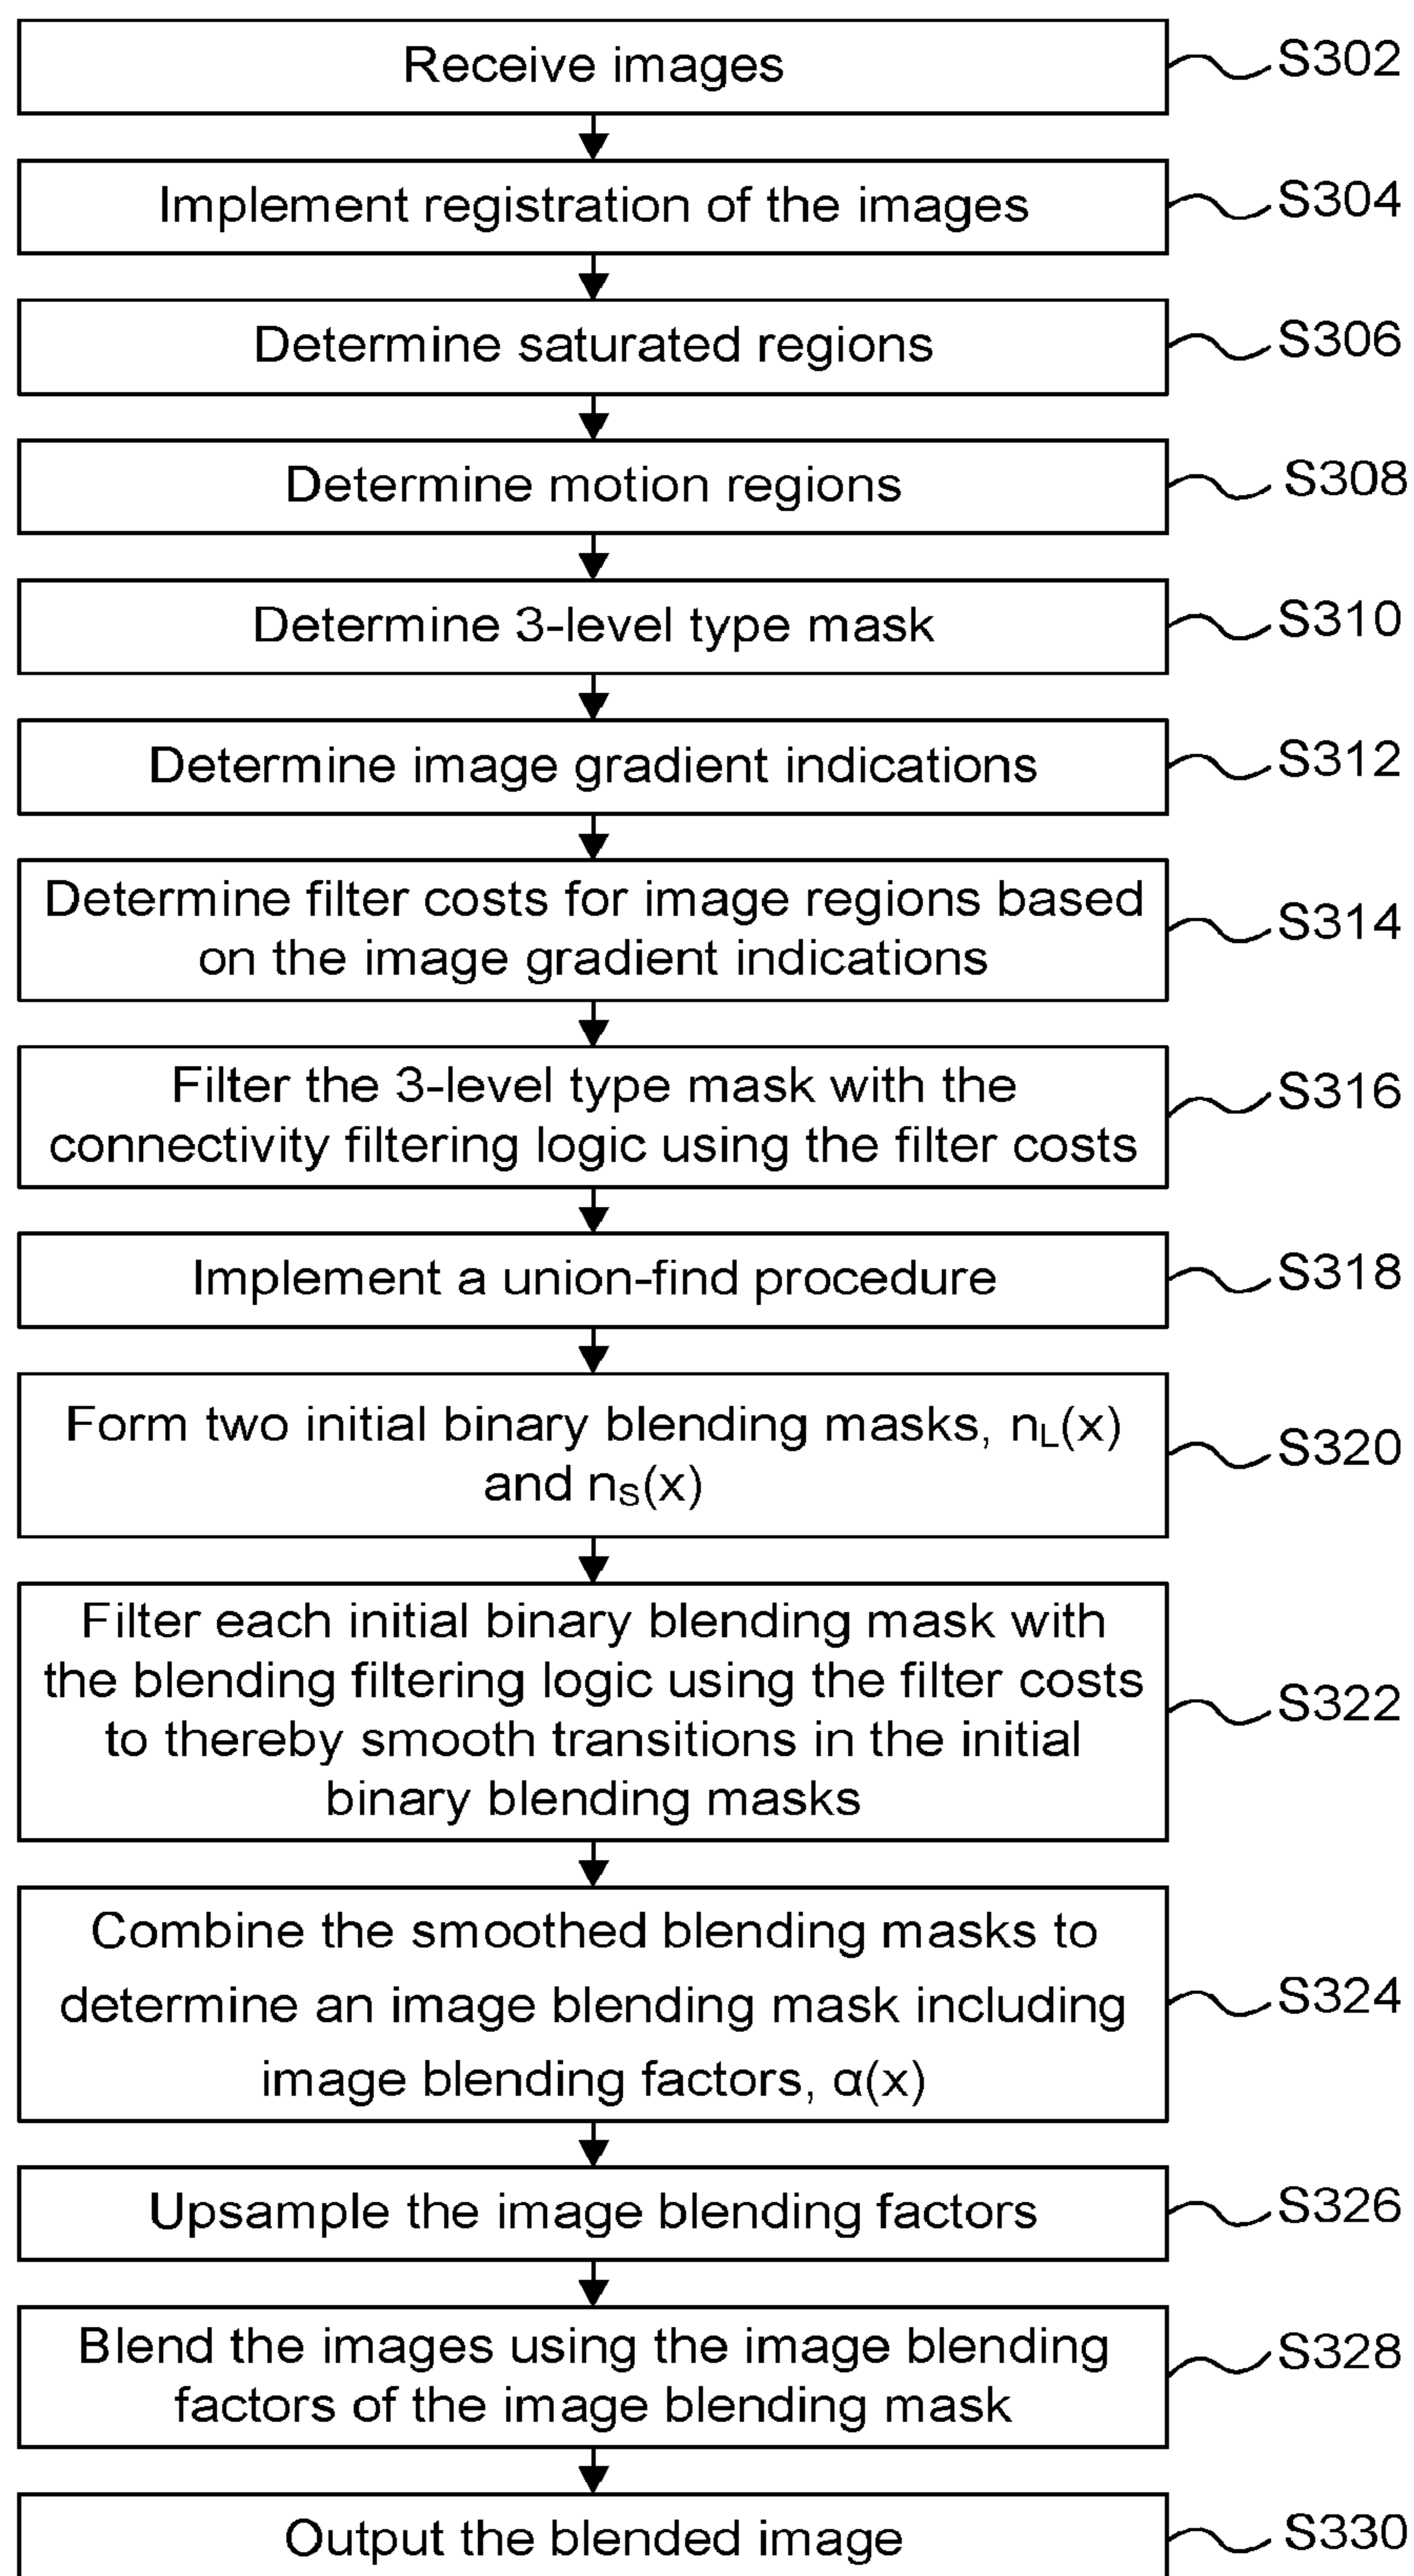 Receive images
S302
Implement registration of the images
S304
Determine saturated regions
S306
Determine motion regions
S308
Determine 3-level type mask
S310
Determine image gradient indications
S312
Determine filter costs for image regions based
on the image gradient indications
S314
Filter the 3-level type mask with the
connectivity filtering logic using the filter costs
S316
Implement a union-find procedure
S318
Form two initial binary blending masks, nL(x)
and nS(x)
S320
Filter each initial binary blending mask with
the blending filtering logic using the filter costs
to thereby smooth transitions in the initial
binary blending masks
S322
Combine the smoothed blending masks to
determine an image blending mask including
image blending factors, α(x)
S324
Upsample the image blending factors
S326
Blend the images using the image blending
factors of the image blending mask
S328
Output the blended image
S330